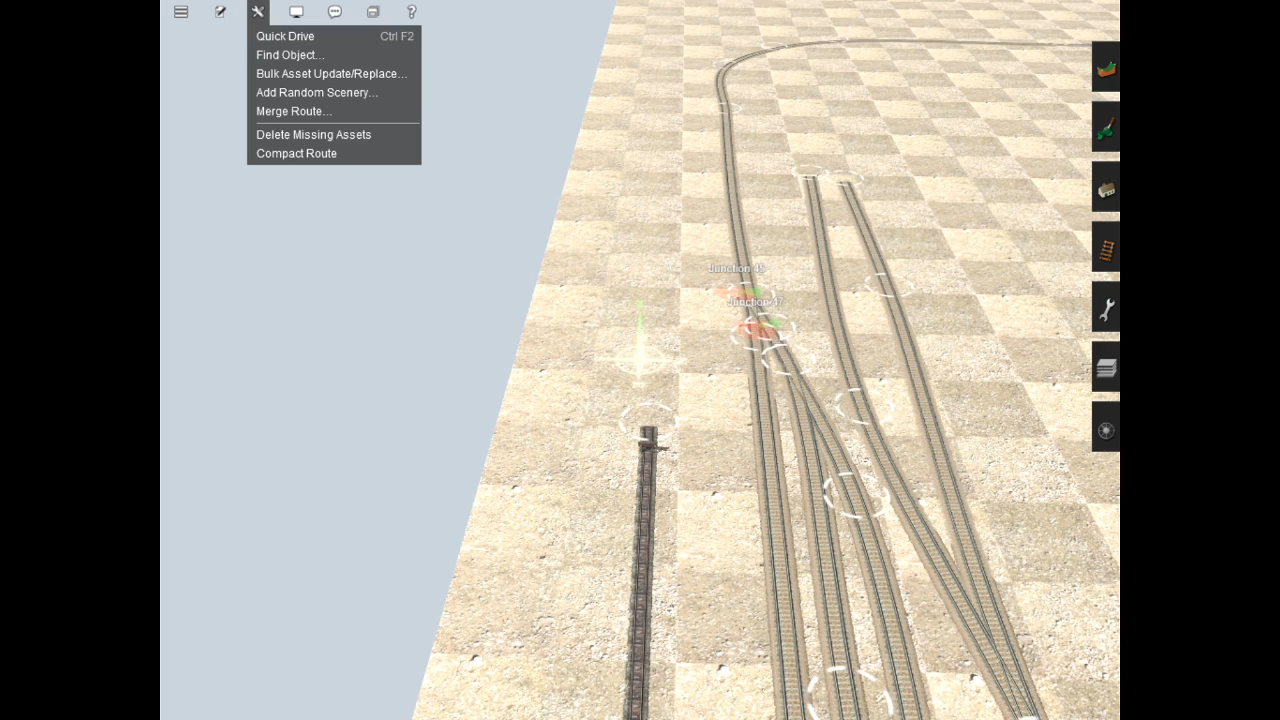 Quick Drive Ctrl F2
Find Object...
Bulk Asset Update/Replace...
Add Random Scenery...
Merge Route...
Delete Missing Assets
Compact Route
Junction 45
Junction 47